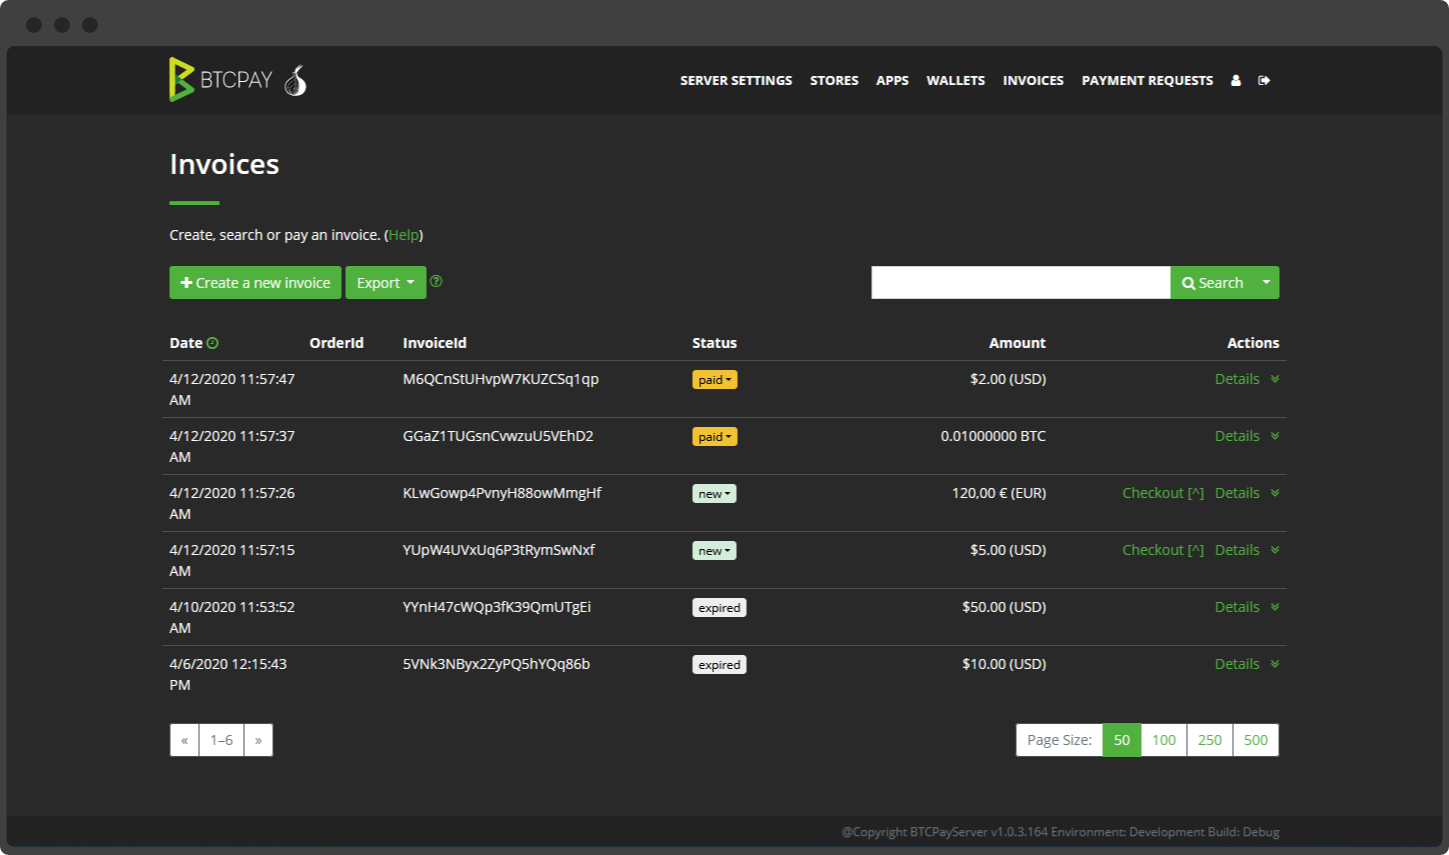 BTCPAY
SERVER SETTINGS STORES APPS WALLETS INVOICES PAYMENT REQUESTS
Invoices
Create, search or pay an invoice. (Help)
Create a new invoice Export Search
Date OrderId InvoiceId Status Amount Actions
4/12/2020 11:57:47 M6QCnStUHvpW7KUZCSq1qp paid $2.00 (USD) Details
AM
4/12/2020 11:57:37 GGaZ1TUGsnCvwzuU5VEhD2 paid 0.01000000 BTC Details
AM
4/12/2020 11:57:26 KLwGowp4PvnyH88owMmgHf new 120,00 € (EUR) Checkout [^] Details
AM
4/12/2020 11:57:15 YUpW4UVxUq6P3tRymSwNxf new $5.00 (USD) Checkout [^] Details
AM
4/10/2020 11:53:52 YYnH47cWQp3fK39QmUTgEi expired $50.00 (USD) Details
AM
4/6/2020 12:15:43 5VNk3NByx2ZyPQ5hYQq86b expired $10.00 (USD) Details
PM
« 1–6 » Page Size: 50 100 250 500
@Copyright BTCPayServer v1.0.3.164 Environment: Development Build: Debug